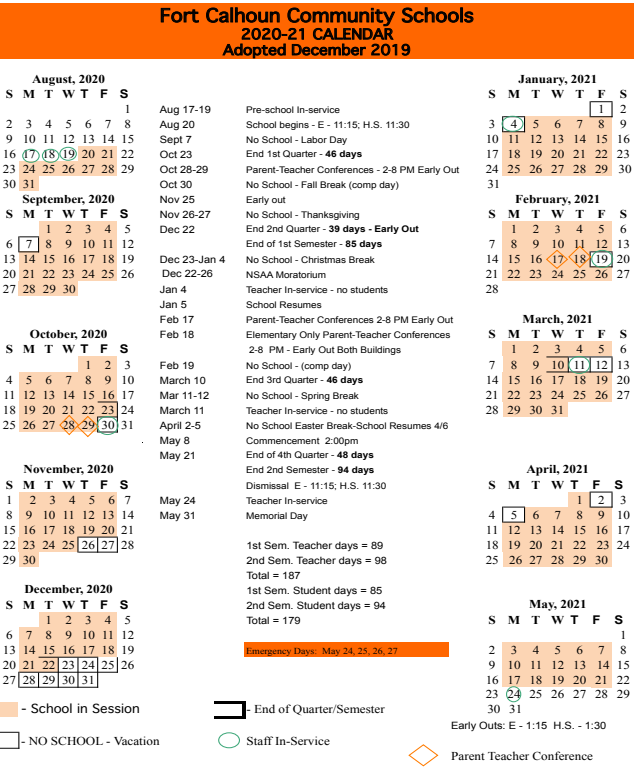 Fort Calhoun Community Schools
2020-21 CALENDAR
Adopted December 2019
August, 2020
S M T W T F S
1
2 3 4 5 6 7 8
9 10 11 12 13 14 15
16 17 18 19 20 21 22
23 24 25 26 27 28 29
30 31
September, 2020
S M T W T F S
1 2 3 4 5
6 7 8 9 10 11 12
13 14 15 16 17 18 19
20 21 22 23 24 25 26
27 28 29 30
October, 2020
S M T W T F S
1 2 3
4 5 6 7 8 9 10
11 12 13 14 15 16 17
18 19 20 21 22 23 24
25 26 27 28 29 30 31
November, 2020
S M T W T F S
1 2 3 4 5 6 7
8 9 10 11 12 13 14
15 16 17 18 19 20 21
22 23 24 25 26 27 28
29 30
December, 2020
S M T W T F S
1 2 3 4 5
6 7 8 9 10 11 12
13 14 15 16 17 18 19
20 21 22 23 24 25 26
27 28 29 30 31
Aug 17-19 Pre-school In-service
Aug 20 School begins - E - 11:15; H.S. 11:30
Sept 7 No School - Labor Day
Oct 23 End 1st Quarter - 46 days
Oct 28-29 Parent-Teacher Conferences - 2-8 PM Early Out
Oct 30 No School - Fall Break (comp day)
Nov 25 Early out
Nov 26-27 No School - Thanksgiving
Dec 22 End 2nd Quarter - 39 days - Early Out
End of 1st Semester - 85 days
Dec 23-Jan 4 No School - Christmas Break
Dec 22-26 NSAA Moratorium
Jan 4 Teacher In-service - no students
Jan 5 School Resumes
Feb 17 Parent-Teacher Conferences 2-8 PM Early Out
Feb 18 Elementary Only Parent-Teacher Conferences
2-8 PM - Early Out Both Buildings
Feb 19 No School - (comp day)
March 10 End 3rd Quarter - 46 days
Mar 11-12 No School - Spring Break
March 11 Teacher In-service - no students
April 2-5 No School Easter Break-School Resumes 4/6
May 8 Commencement 2:00pm
May 21 End of 4th Quarter - 48 days
End 2nd Semester - 94 days
Dismissal E - 11:15; H.S. 11:30
May 24 Teacher In-service
May 31 Memorial Day
1st Sem. Teacher days = 89
2nd Sem. Teacher days = 98
Total = 187
1st Sem. Student days = 85
2nd Sem. Student days = 94
Total = 179
Emergency Days: May 24, 25, 26, 27
January, 2021
S M T W T F S
1 2
3 4 5 6 7 8 9
10 11 12 13 14 15 16
17 18 19 20 21 22 23
24 25 26 27 28 29 30
31
February, 2021
S M T W T F S
1 2 3 4 5 6
7 8 9 10 11 12 13
14 15 16 17 18 19 20
21 22 23 24 25 26 27
28
March, 2021
S M T W T F S
1 2 3 4 5 6
7 8 9 10 11 12 13
14 15 16 17 18 19 20
21 22 23 24 25 26 27
28 29 30 31
April, 2021
S M T W T F S
1 2 3
4 5 6 7 8 9 10
11 12 13 14 15 16 17
18 19 20 21 22 23 24
25 26 27 28 29 30
May, 2021
S M T W T F S
1
2 3 4 5 6 7 8
9 10 11 12 13 14 15
16 17 18 19 20 21 22
23 24 25 26 27 28 29
30 31
Early Outs: E - 1:15 H.S. - 1:30
- School in Session
- End of Quarter/Semester
- NO SCHOOL - Vacation
Staff In-Service
Parent Teacher Conference